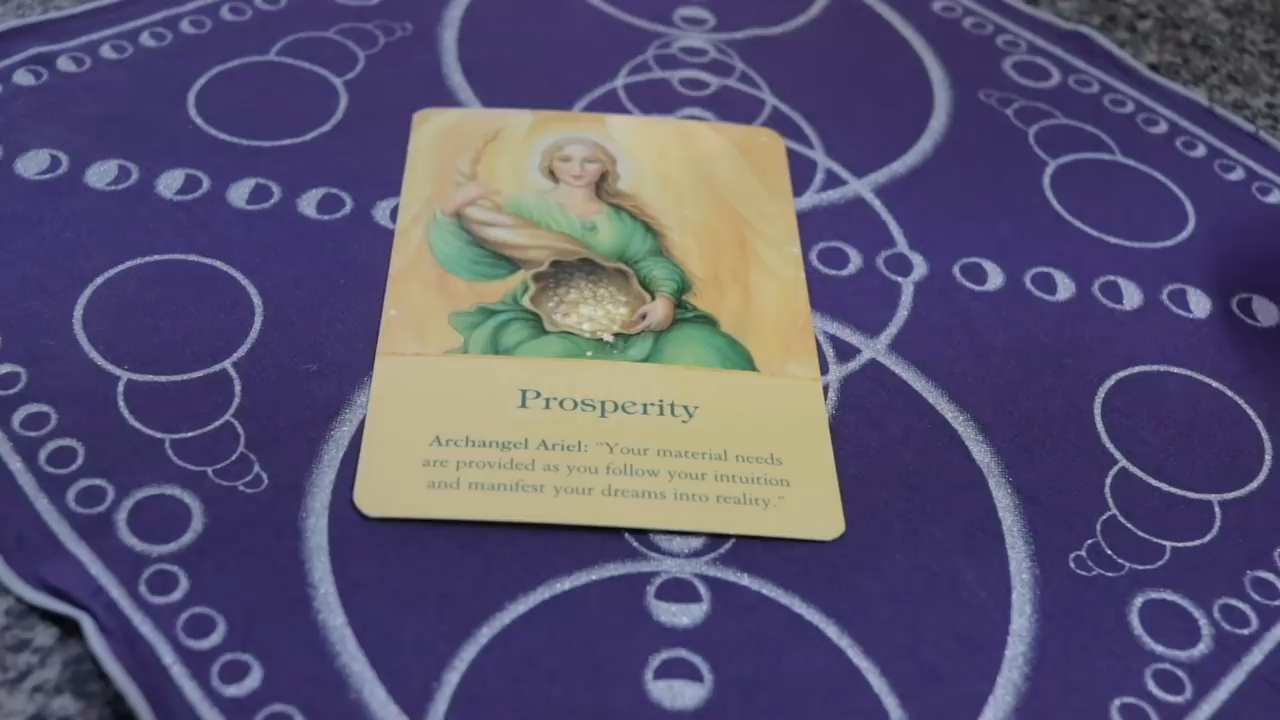 Prosperity
Archangel Ariel: "Your material needs
are provided as you follow your intuition
and manifest your dreams into reality."